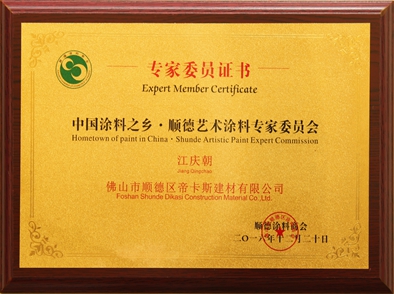 专家委员证书
Expert Member Certificate
中国涂料之乡·顺德艺术涂料专家委员会
Hometown of paint in China·Shunde Artistic Paint Expert Commission
江庆朝
Jiang Qingchao
佛山市顺德区帝卡斯建材有限公司
Foshan Shunde Dikasi Construction Material Co.,Ltd.
顺德涂料商会
二〇一八年十二月二十日